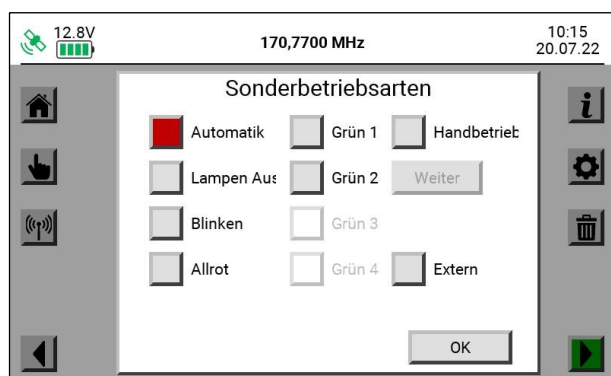 12.8V
170,7700 MHz
10:15
20.07.22
Sonderbetriebsarten
Automatik Grün 1 Handbetrieb
Lampen Aus Grün 2 Weiter
Blinken Grün 3
Allrot Grün 4 Extern
OK